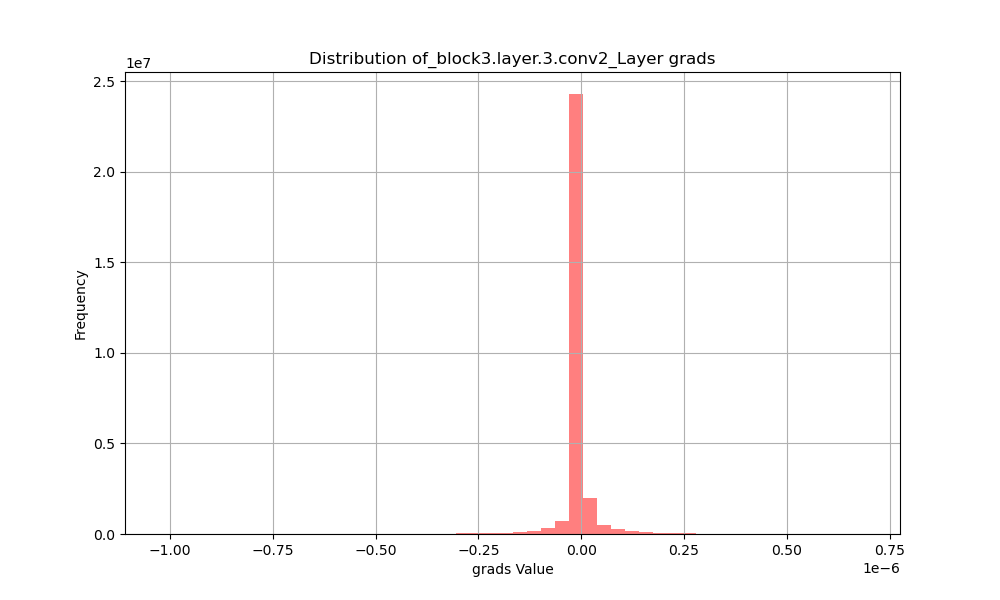 Distribution of_block3.layer.3.conv2_Layer grads
1e7
2.5
2.0
1.5
1.0
0.5
0.0
Frequency
−1.00 −0.75 −0.50 −0.25 0.00 0.25 0.50 0.75
1e−6
grads Value